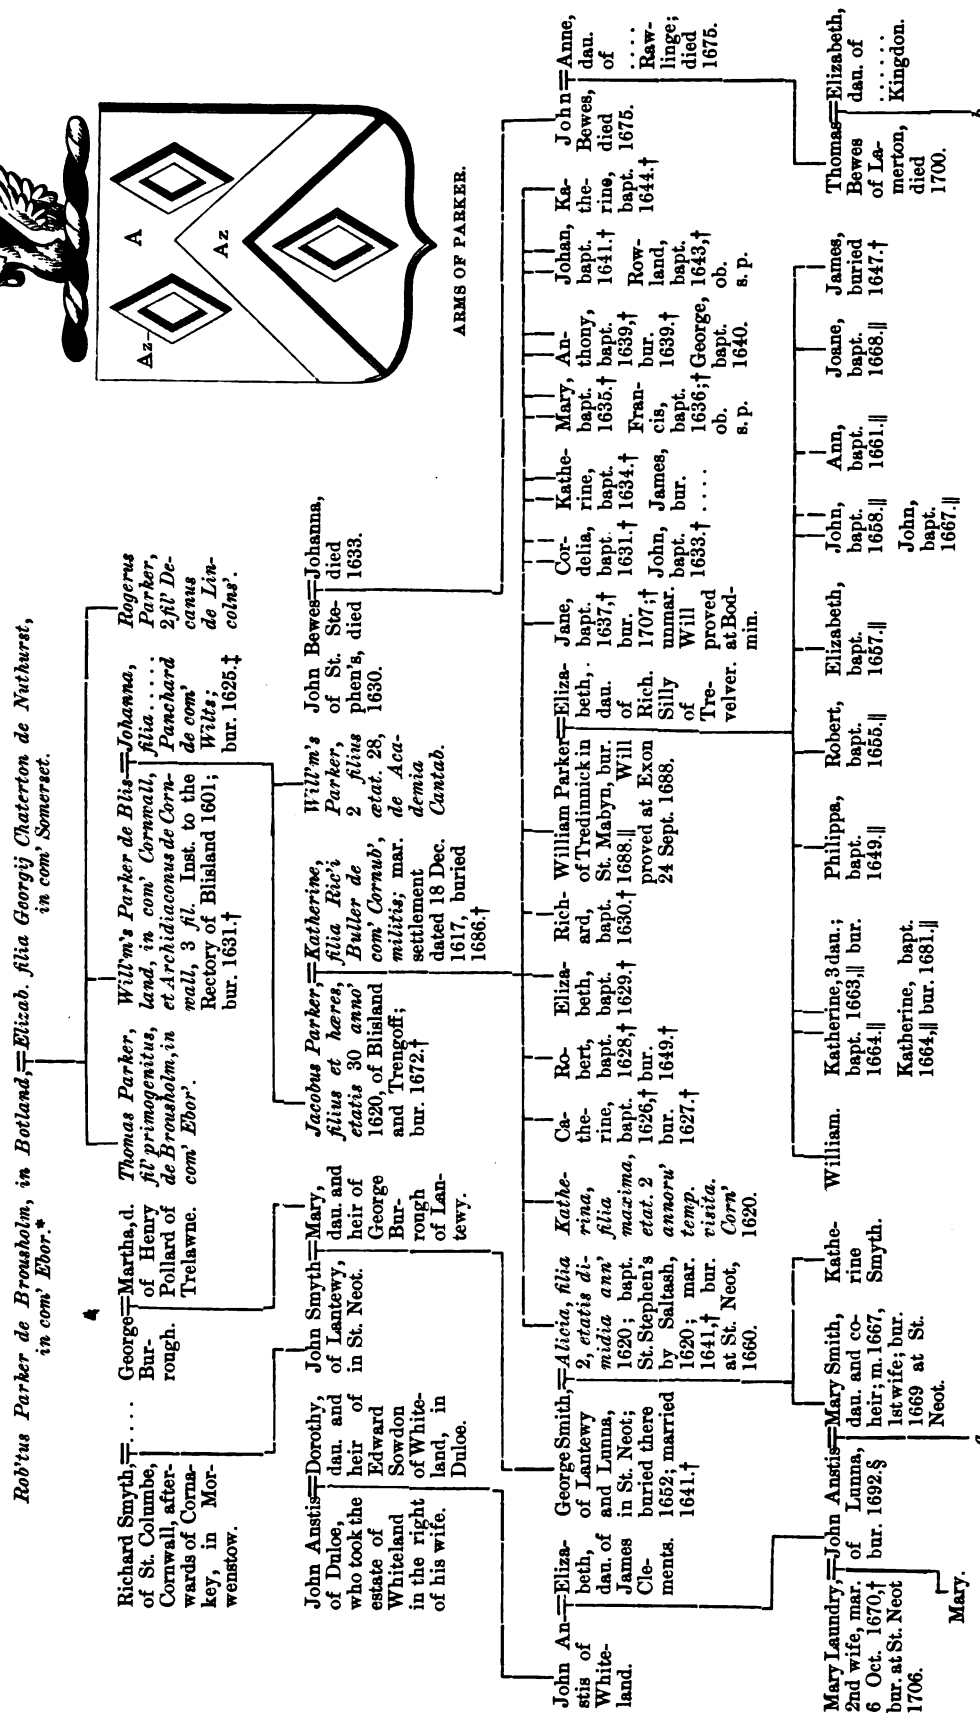 Rob'tus Parker de Brousholm, in Botland,=Elizab. filia Georgij Chaterton de Nuthurst,
in com' Ebor.*
in com' Somerset.
A
Az
Az
ARMS OF PARKER.
Richard Smyth,=....
of St. Columbe,
Cornwall, after-
wards of Corna-
key, in Mor-
wenstow.
George=Martha, d.
Bur-
rough.
of Henry
Pollard of
Trelawne.
Thomas Parker,
fil' primogenitus,
de Brousholm, in
com' Ebor'.
Will'm's Parker de Blis-=Johanna,
land, in com' Cornwall,
et Archidiaconus de Corn-
wall, 3 fil. Inst. to the
Rectory of Blisland 1601;
bur. 1631.†
filia.....
Panchard
de com'
Wilts;
bur. 1625.‡
Rogerus
Parker,
2 fil' De-
canus
de Lin-
colns'.
John Anstis=Dorothy,
of Duloe,
who took the
estate of
Whiteland
in the right
of his wife.
dau. and
heir of
Edward
Sowdon
of White-
land, in
Duloe.
John Smyth=Mary,
of Lantewy,
in St. Neot.
dau. and
heir of
George
Bur-
rough
of Lan-
tewy.
Jacobus Parker,=Katherine,
filius et hæres,
etatis 30 anno'
1620, of Blisland
and Trengoff;
bur. 1672.†
filia Ric'i
Buller de
com' Cornub',
militis; mar.
settlement
dated 18 Dec.
1617, buried
1686.†
Will'm's
Parker,
2 filius
ætat. 28,
de Aca-
demia
Cantab.
John Bewes=Johanna,
of St. Ste-
phen's, died
1630.
died
1633.
John An-=Eliza-
stis of
White-
land.
beth,
dau. of
James
Cle-
ments.
George Smith,=Alicia, filia
of Lantewy
and Lunna,
in St. Neot;
buried there
1652; married
1641.†
2, etatis di-
midia ann'
1620; bapt.
St. Stephen's
by Saltash,
1620; mar.
1641,† bur.
at St. Neot,
1660.
Kathe-
rina,
filia
maxima,
etat. 2
annoru'
temp.
visita.
Corn'
1620.
Ca-
the-
rine,
bapt.
1626,†
bur.
1627.†
Ro-
bert,
bapt.
1628,†
bur.
1649.†
Eliza-
beth,
bapt.
1629.†
Rich-
ard,
bapt.
1630.†
William Parker=Eliza-
of Tredinnick in
St. Mabyn, bur.
1688.|| Will
proved at Exon
24 Sept. 1688.
beth,.
dau.
of
Rich.
Silly
of
Tre-
velver.
Jane,
bapt.
1637,†
bur.
1707;†
unmar.
Will
proved
at Bod-
min.
Cor-
delia,
bapt.
1631.†
John,
bapt.
1633.†
Kathe-
rine,
bapt.
1634.†
James,
bur.
....
Mary,
bapt.
1635.†
Fran-
cis,
bapt.
1636;†
ob.
s. p.
An-
thony,
bapt.
1639,†
bur.
1639.†
George,
bapt.
1640.
Johan,
bapt.
1641.†
Row-
land,
bapt.
1643,†
ob.
s. p.
Ka-
the-
rine,
bapt.
1644.†
John=Anne,
Bewes,
died
1675.
dau.
of
....
Raw-
linge;
died
1675.
Mary Laundry,=John Anstis=Mary Smith,
2nd wife, mar.
6 Oct. 1670,†
bur. at St. Neot
1706.
of Lunna,
bur. 1692.§
dau. and co-
heir; m. 1667,
1st wife; bur.
1669 at St.
Neot.
Mary.
a
Kathe-
rine
Smyth.
William.
Katherine, 3 dau.;
bapt. 1663,|| bur.
1664.||
Katherine, bapt.
1664,|| bur. 1681.||
Philippa,
bapt.
1649.||
Robert,
bapt.
1655.||
Elizabeth,
bapt.
1657.||
John,
bapt.
1658.||
John,
bapt.
1667.||
Ann,
bapt.
1661.||
Joane,
bapt.
1668.||
James,
buried
1647.†
Thomas=Elizabeth,
Bewes
of La-
merton,
died
1700.
dau. of
......
Kingdon.
b